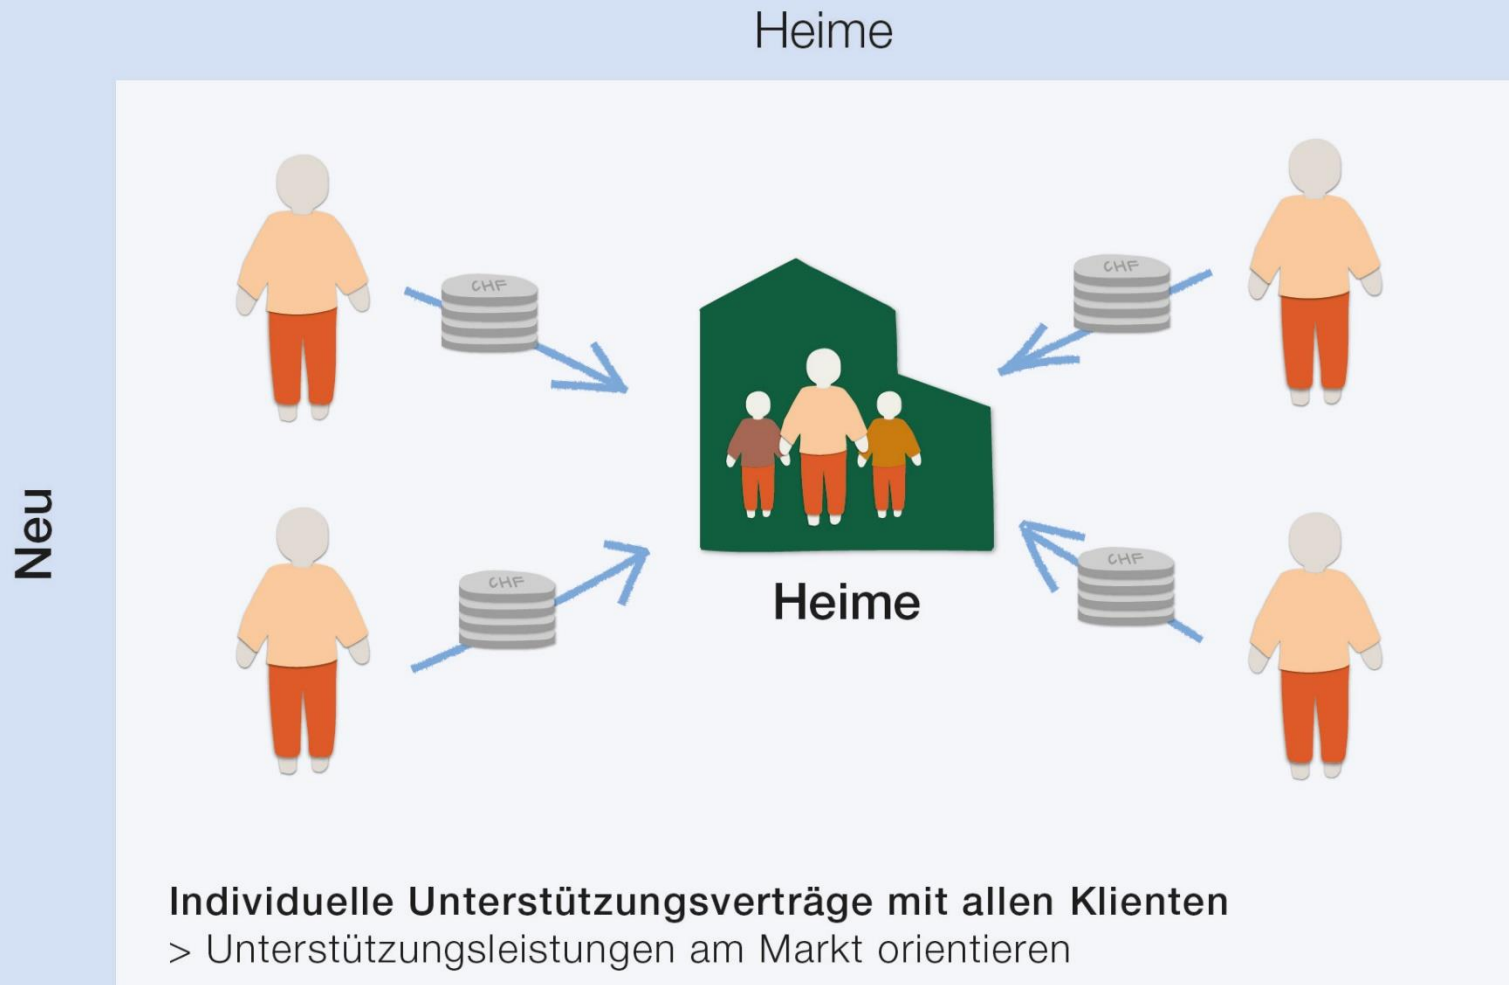 Heime
Neu
CHF
CHF
Heime
CHF
CHF
Individuelle Unterstützungsverträge mit allen Klienten
> Unterstützungsleistungen am Markt orientieren